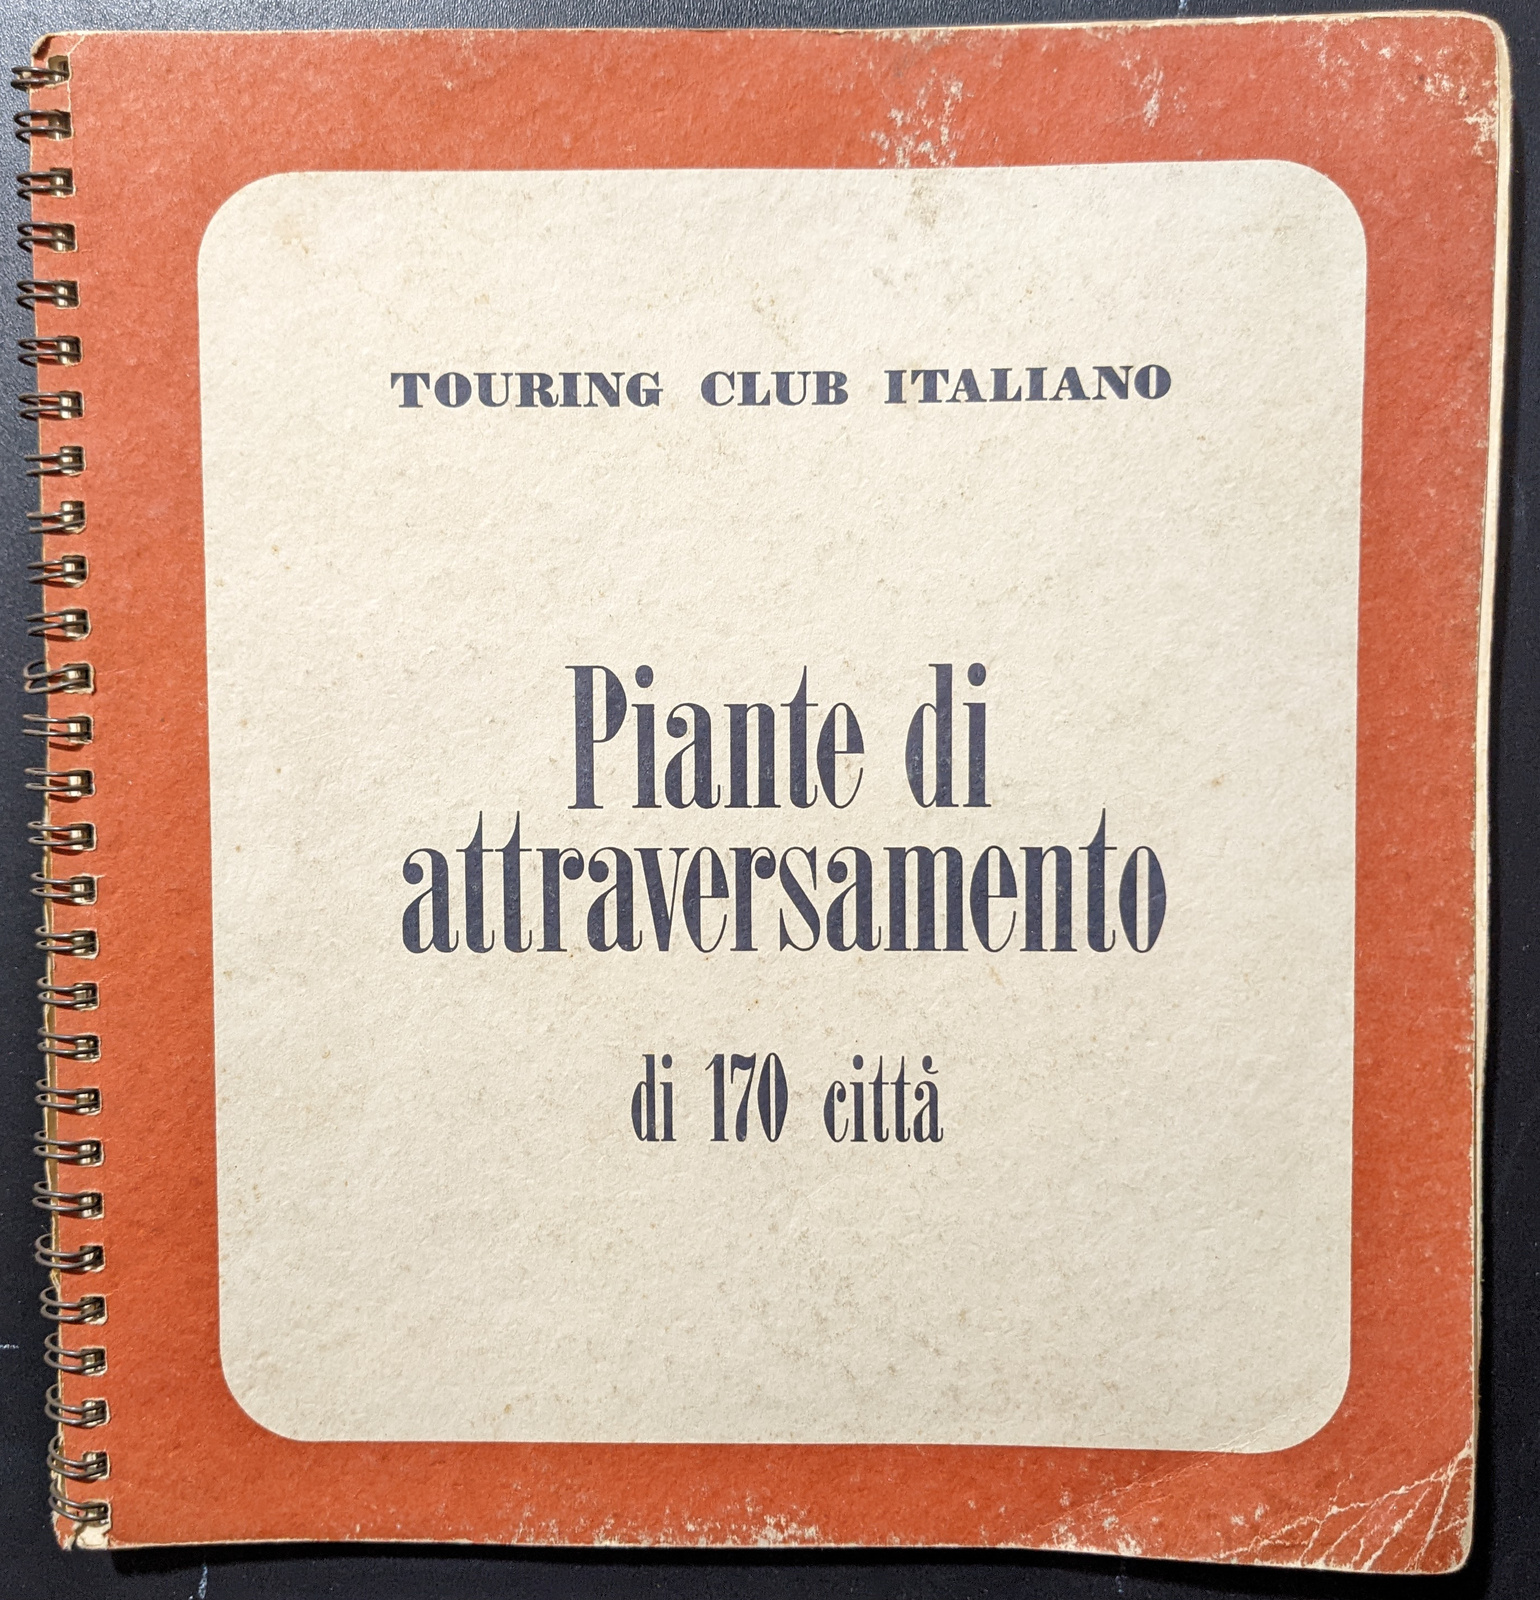 TOURING CLUB ITALIANO
Piante di
attraversamento
di 170 città